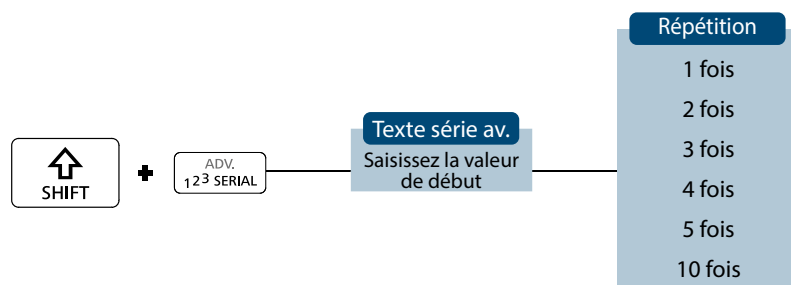 Répétition
1 fois
2 fois
3 fois
4 fois
5 fois
10 fois
Texte série av.
Saisissez la valeur
de début
SHIFT
+
ADV.
123 SERIAL